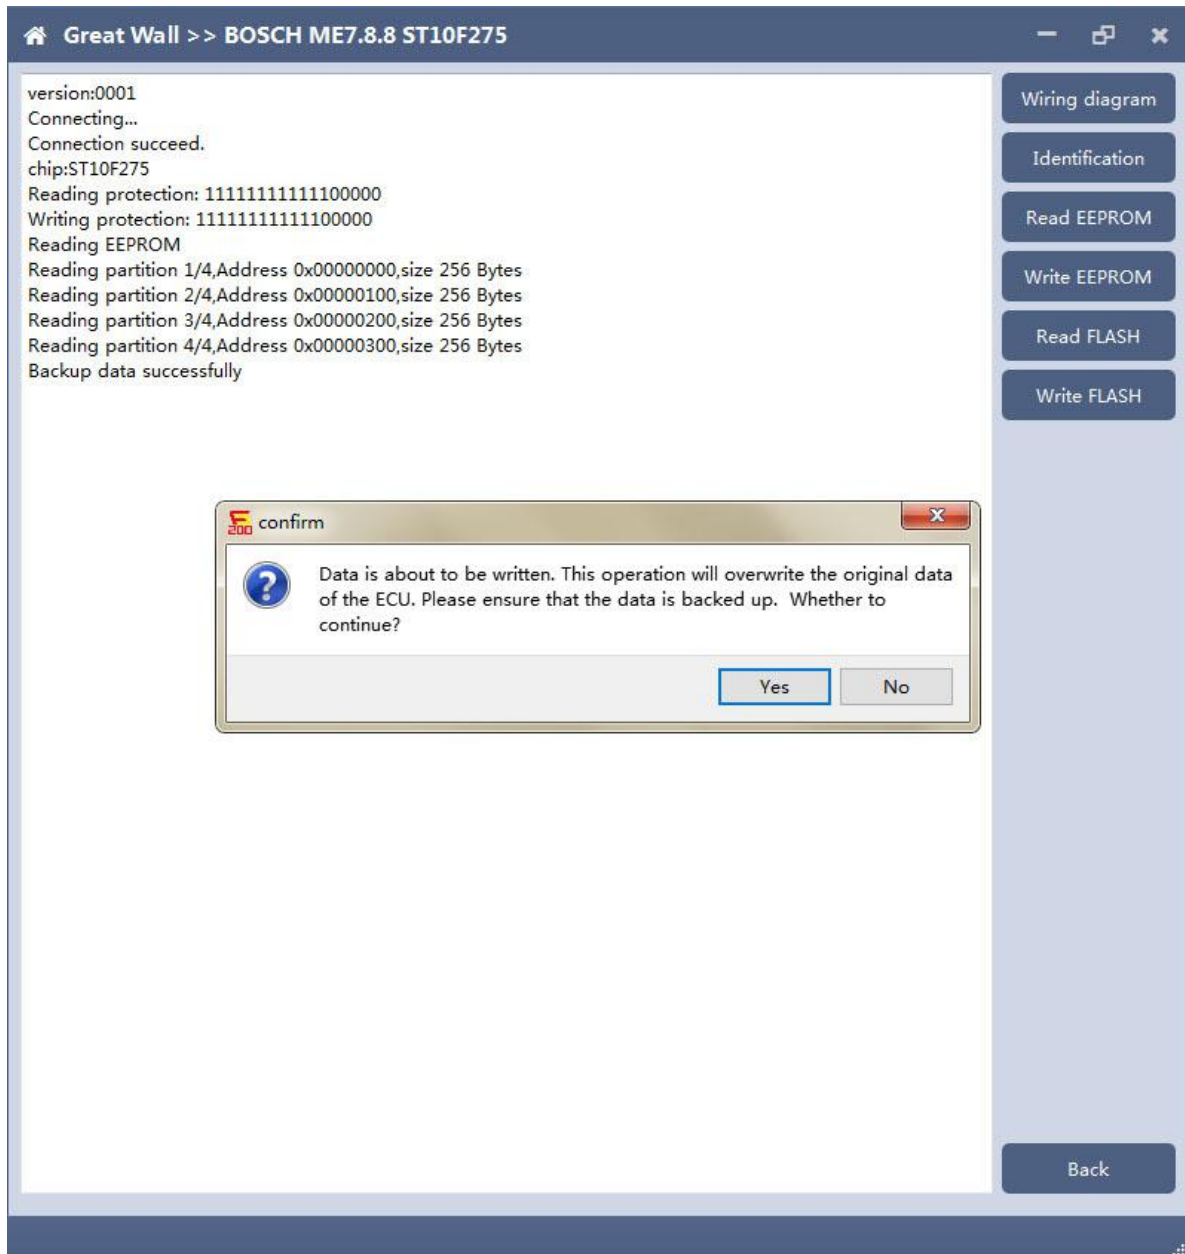 Great Wall >> BOSCH ME7.8.8 ST10F275
version:0001
Connecting...
Connection succeed.
chip:ST10F275
Reading protection: 11111111111100000
Writing protection: 11111111111100000
Reading EEPROM
Reading partition 1/4,Address 0x00000000,size 256 Bytes
Reading partition 2/4,Address 0x00000100,size 256 Bytes
Reading partition 3/4,Address 0x00000200,size 256 Bytes
Reading partition 4/4,Address 0x00000300,size 256 Bytes
Backup data successfully
Wiring diagram
Identification
Read EEPROM
Write EEPROM
Read FLASH
Write FLASH
F
200
confirm
Data is about to be written. This operation will overwrite the original data
of the ECU. Please ensure that the data is backed up.  Whether to
continue?
Yes
No
Back